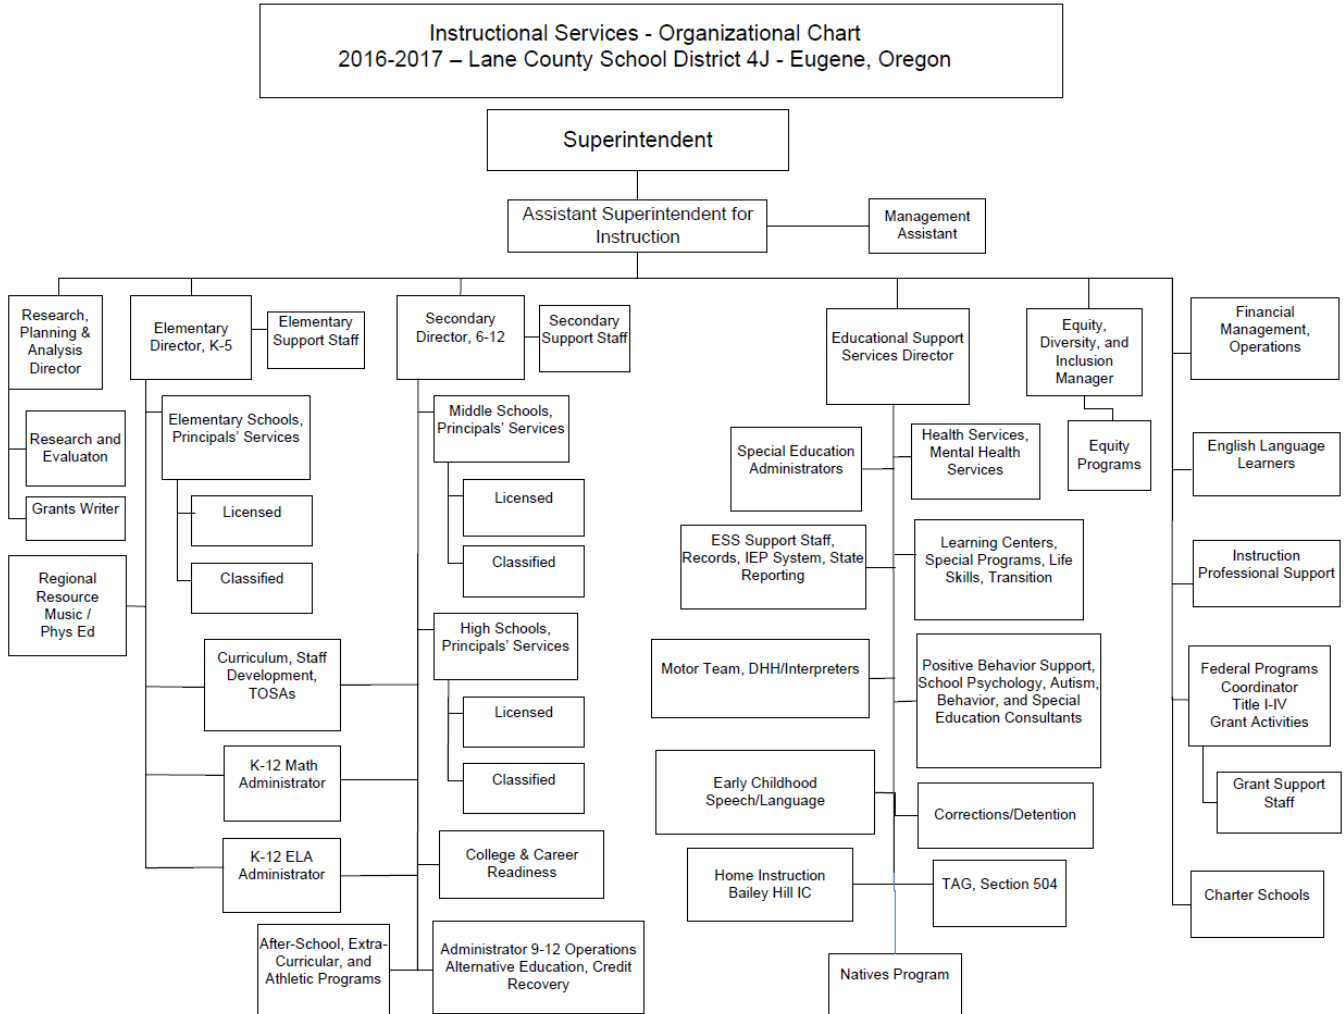 Instructional Services - Organizational Chart
2016-2017 – Lane County School District 4J - Eugene, Oregon
Superintendent
Assistant Superintendent for
Instruction
Management
Assistant
Research,
Planning &
Analysis
Director
Elementary
Director, K-5
Elementary
Support Staff
Secondary
Director, 6-12
Secondary
Support Staff
Educational Support
Services Director
Equity,
Diversity, and
Inclusion
Manager
Financial
Management,
Operations
Research and
Evaluaton
Grants Writer
Regional
Resource
Music /
Phys Ed
Elementary Schools,
Principals' Services
Licensed
Classified
Curriculum, Staff
Development,
TOSAs
K-12 Math
Administrator
K-12 ELA
Administrator
After-School, Extra-
Curricular, and
Athletic Programs
Middle Schools,
Principals' Services
Licensed
Classified
High Schools,
Principals' Services
Licensed
Classified
College & Career
Readiness
Administrator 9-12 Operations
Alternative Education, Credit
Recovery
Special Education
Administrators
Health Services,
Mental Health
Services
ESS Support Staff,
Records, IEP System, State
Reporting
Learning Centers,
Special Programs, Life
Skills, Transition
Motor Team, DHH/Interpreters
Positive Behavior Support,
School Psychology, Autism,
Behavior, and Special
Education Consultants
Early Childhood
Speech/Language
Corrections/Detention
Home Instruction
Bailey Hill IC
TAG, Section 504
Natives Program
Equity
Programs
English Language
Learners
Instruction
Professional Support
Federal Programs
Coordinator
Title I-IV
Grant Activities
Grant Support
Staff
Charter Schools